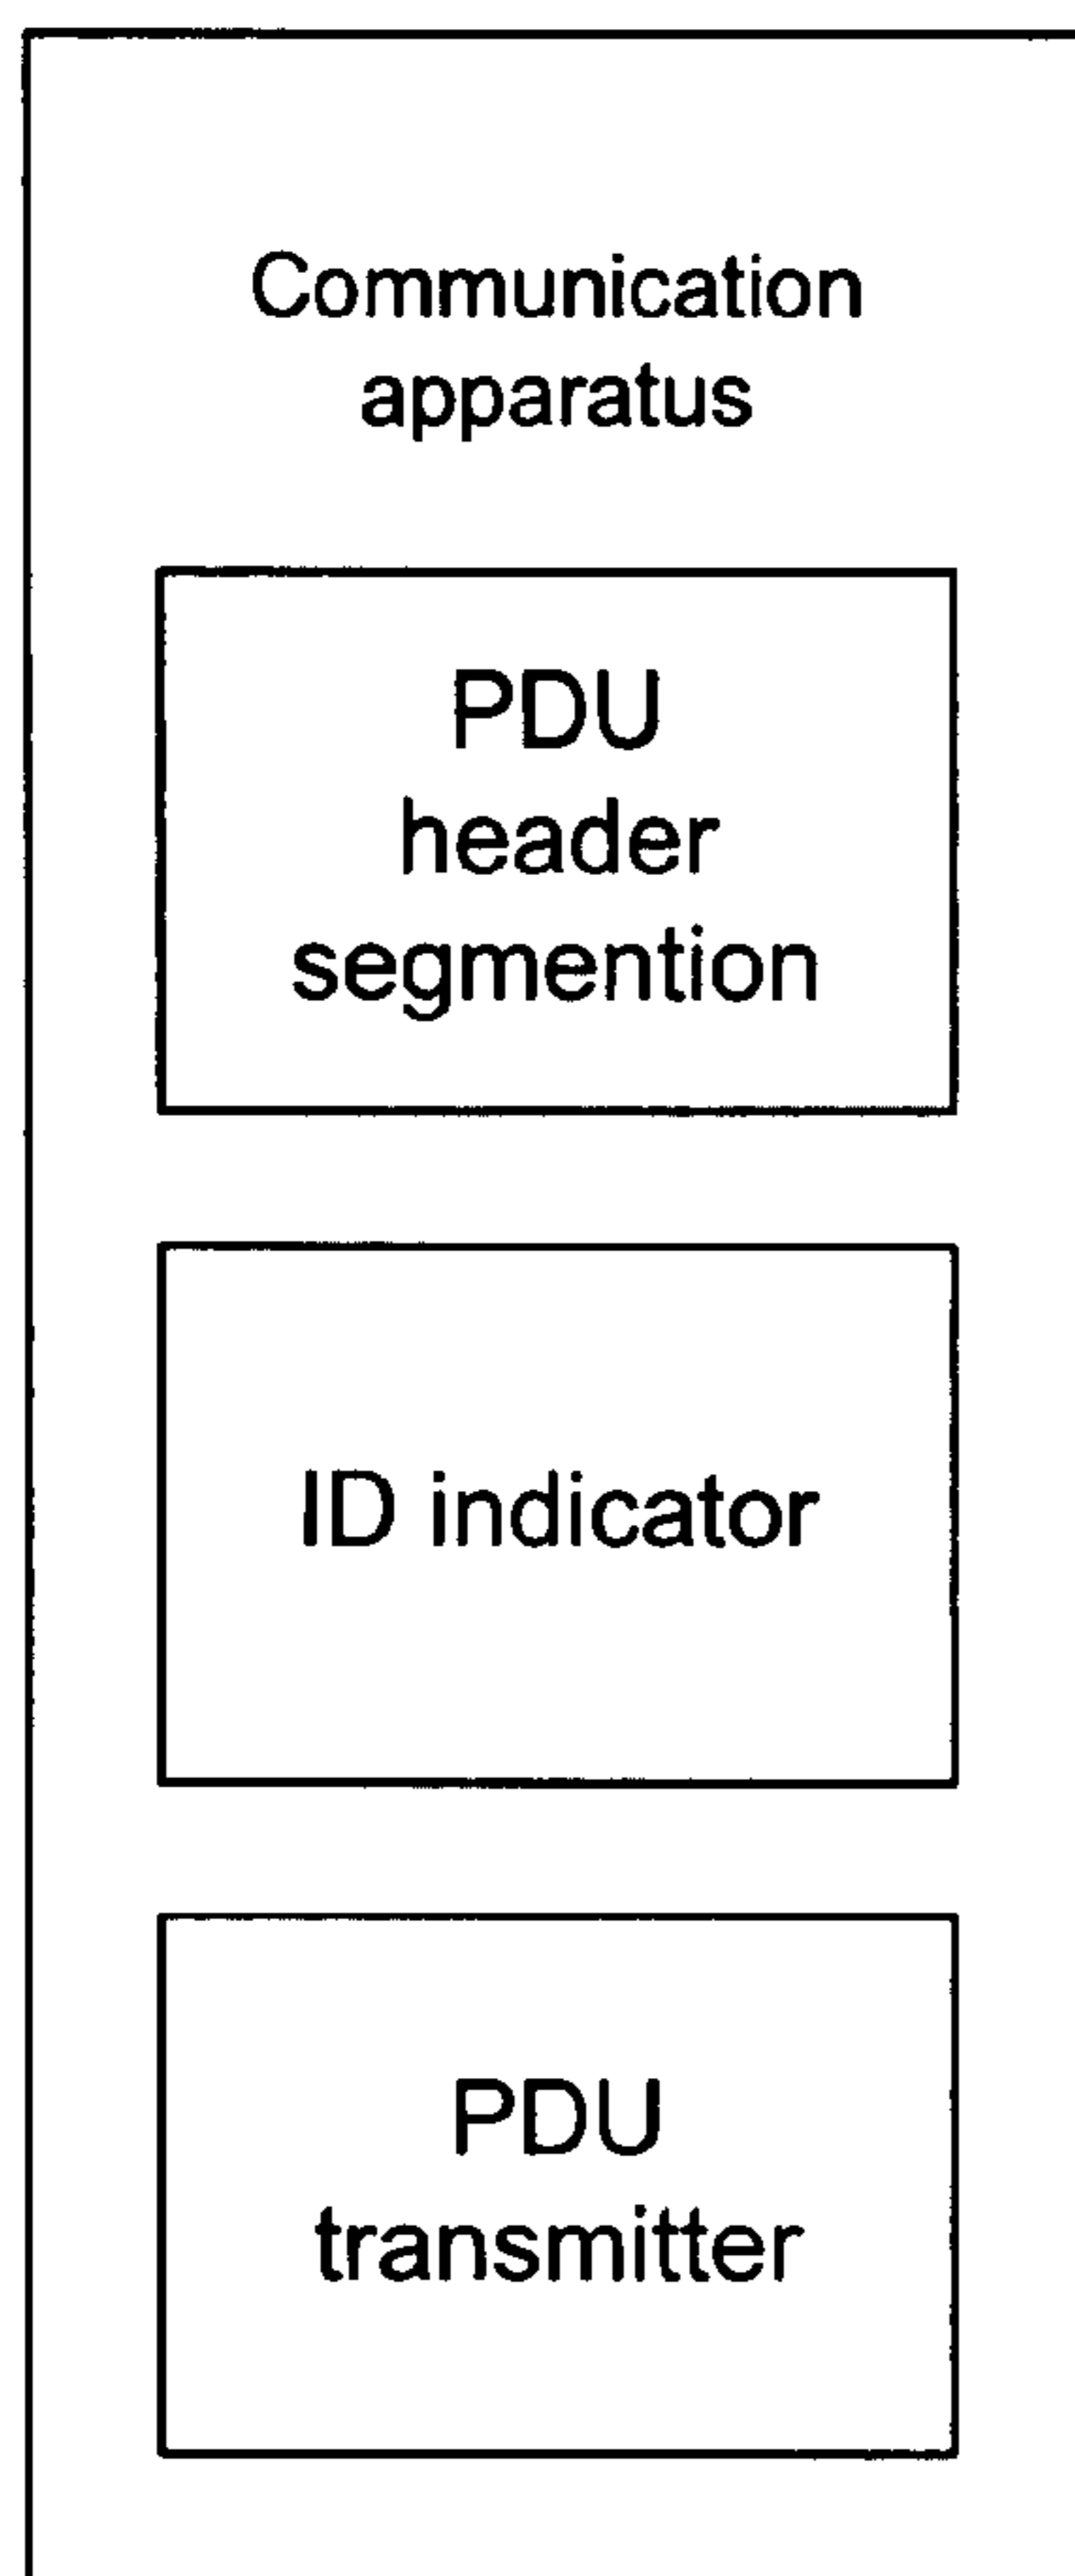 Communication
apparatus
PDU
header
segmention
ID indicator
PDU
transmitter